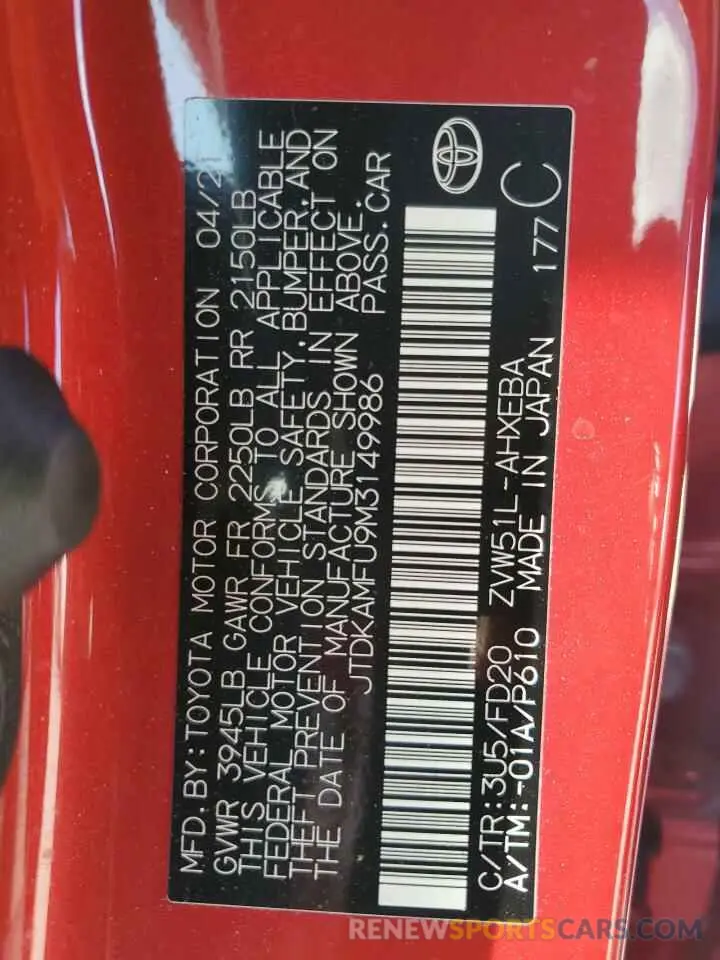 MFD.BY:TOYOTA MOTOR CORPORATION 04/21
GVWR 3945LB GAWR FR 2250LB RR 2150LB
THIS VEHICLE CONFORMS TO ALL APPLICABLE
FEDERAL MOTOR VEHICLE SAFETY,BUMPER,AND
THEFT PREVENTION STANDARDS IN EFFECT ON
THE DATE OF MANUFACTURE SHOWN ABOVE.
JTDKAMFU9M3149986 PASS.CAR
C/TR:3U5/FD20 ZVW51L-AHXEBA
A/TM:-01A/P610 MADE IN JAPAN 177 C
RENEWSPORTSCARS.COM